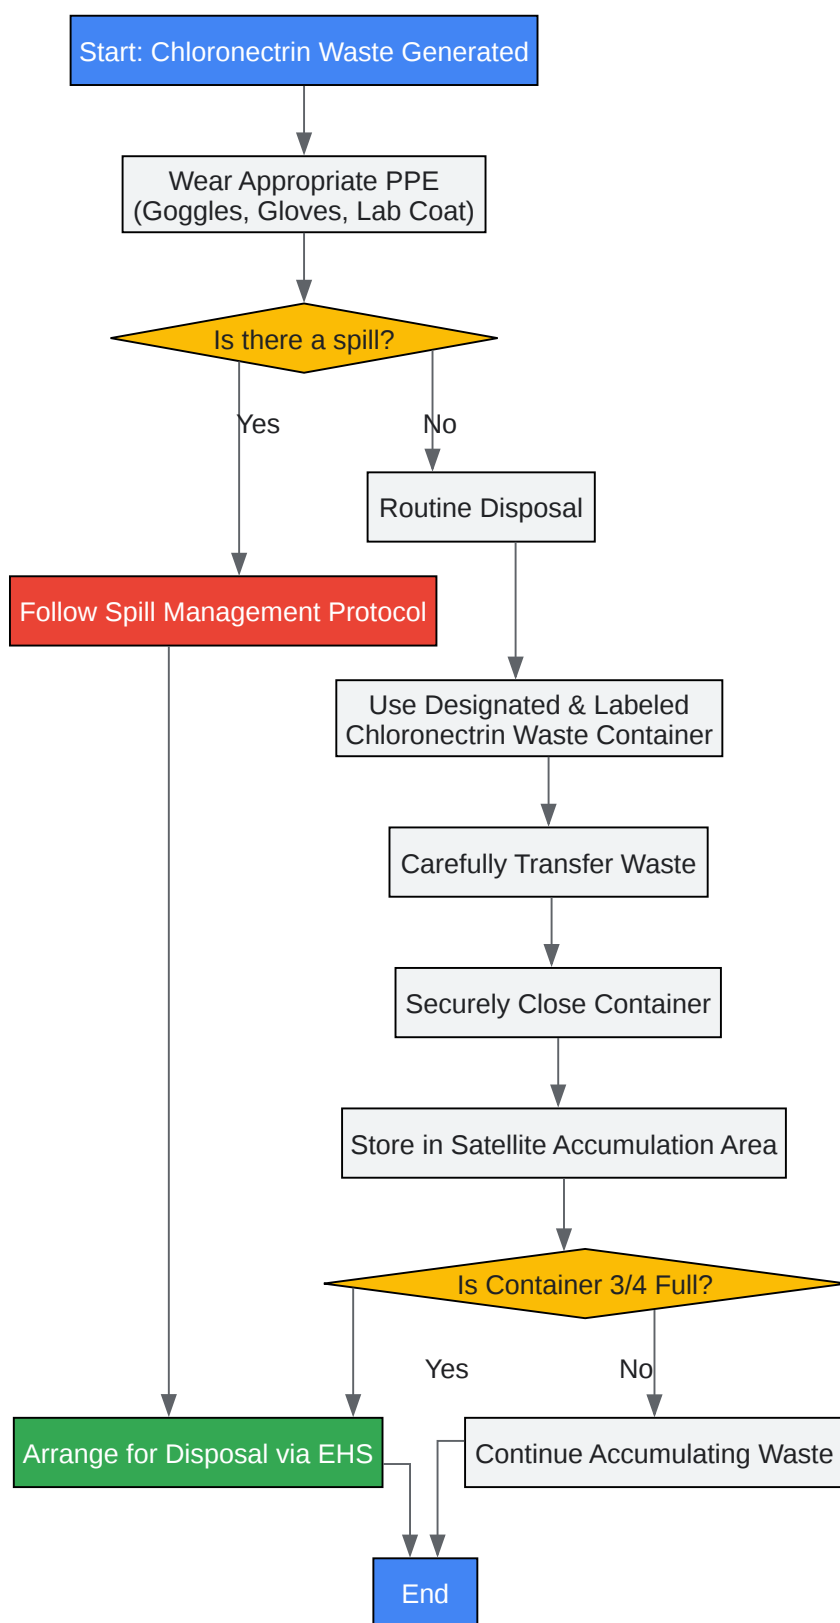 Start: Chloronectrin Waste Generated
Wear Appropriate PPE
(Goggles, Gloves, Lab Coat)
Is there a spill?
Yes
No
Routine Disposal
Follow Spill Management Protocol
Use Designated & Labeled
Chloronectrin Waste Container
Carefully Transfer Waste
Securely Close Container
Store in Satellite Accumulation Area
Is Container 3/4 Full?
Yes
No
Arrange for Disposal via EHS
Continue Accumulating Waste
End